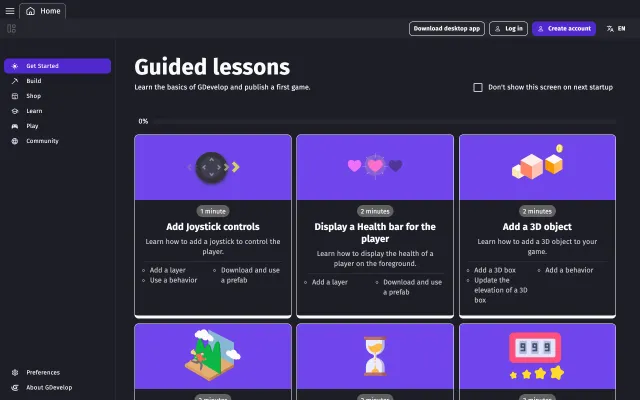 Home
Download desktop app
Log in
Create account
EN
Get Started
Build
Shop
Learn
Play
Community
Preferences
About GDevelop
Guided lessons
Learn the basics of GDevelop and publish a first game.
Don't show this screen on next startup
0%
1 minute
Add Joystick controls
Learn how to add a joystick to control the
player.
Add a layer
Use a behavior
Download and use
a prefab
2 minutes
Display a Health bar for the
player
Learn how to display the health of a
player on the foreground.
Add a layer
Download and use
a prefab
2 minutes
Add a 3D object
Learn how to add a 3D object to your
game.
Add a 3D box
Update the
elevation of a 3D
box
Add a behavior
999